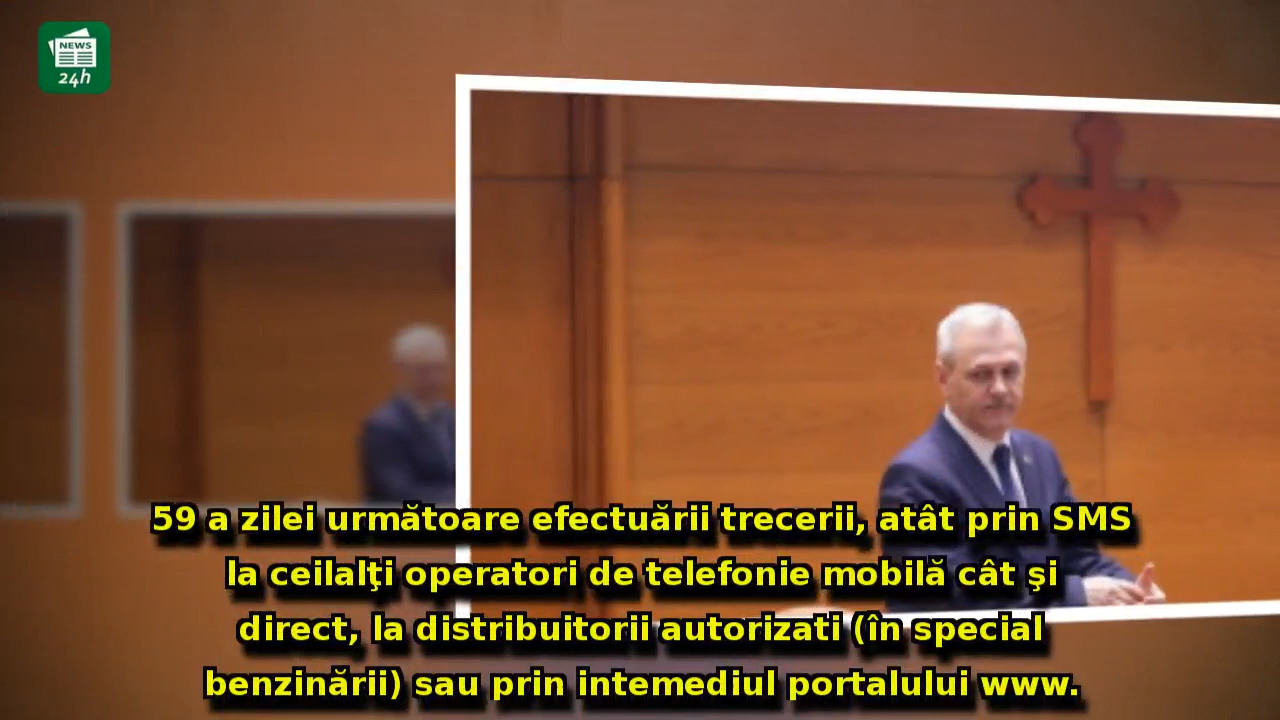 NEWS
24h
59 a zilei următoare efectuării trecerii, atât prin SMS
la ceilalţi operatori de telefonie mobilă cât şi
direct, la distribuitorii autorizati (în special
benzinării) sau prin intemediul portalului www.